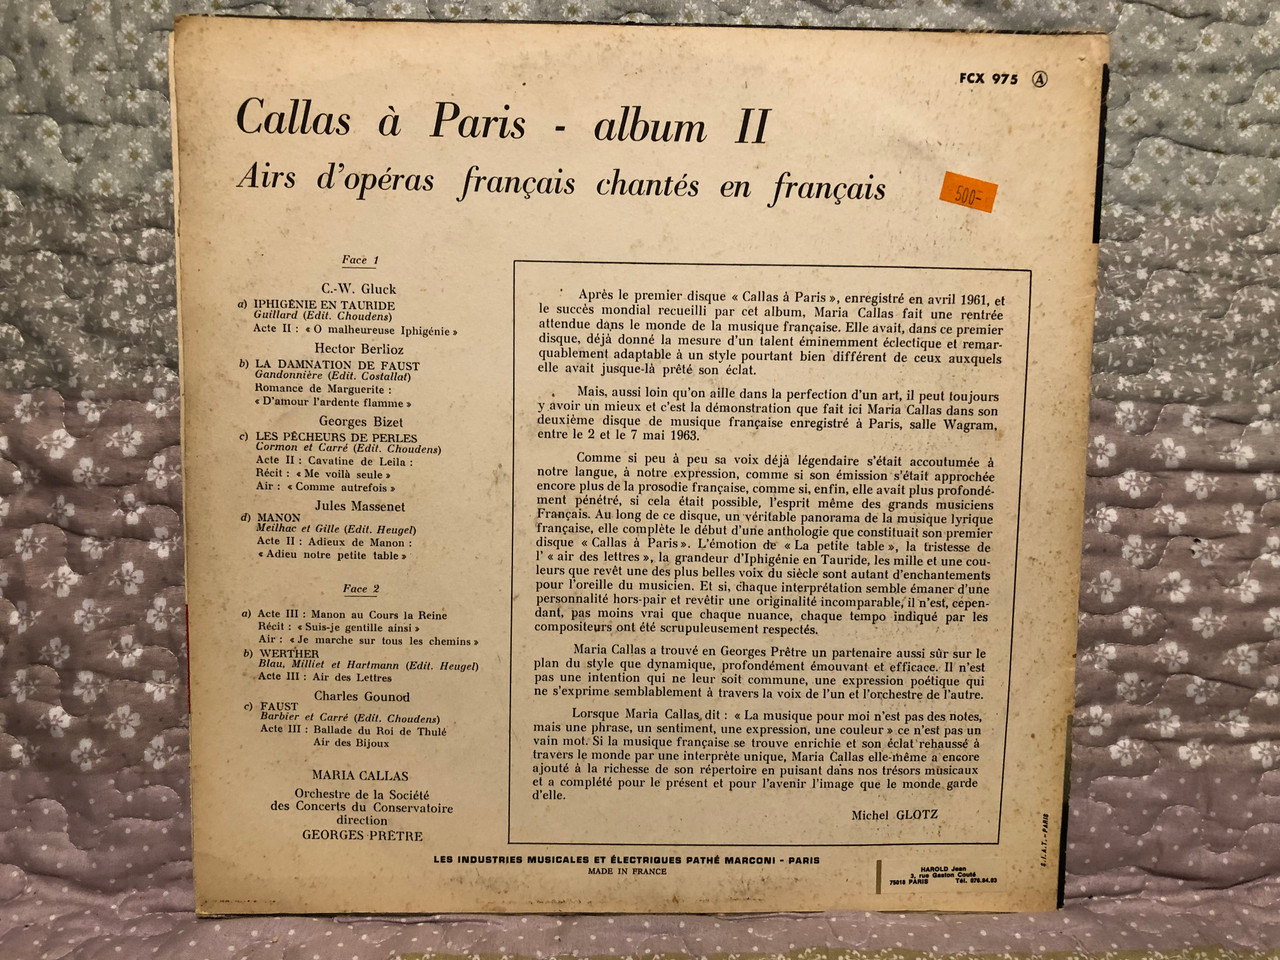 FCX 975 A
Callas à Paris - album II
Airs d'opéras français chantés en français
500-
Face 1
C.-W. Gluck
a) IPHIGÉNIE EN TAURIDE
Guillard (Edit. Choudens)
Acte II : « O malheureuse Iphigénie »
Hector Berlioz
b) LA DAMNATION DE FAUST
Gandonnière (Edit. Costallat)
Romance de Marguerite :
« D'amour l'ardente flamme »
Georges Bizet
c) LES PÊCHEURS DE PERLES
Cormon et Carré (Edit. Choudens)
Acte II : Cavatine de Leila :
Récit : « Me voilà seule »
Air : « Comme autrefois »
Jules Massenet
d) MANON
Meilhac et Gille (Edit. Heugel)
Acte II : Adieux de Manon :
« Adieu notre petite table »
Face 2
a) Acte III : Manon au Cours la Reine
Récit : « Suis-je gentille ainsi »
Air : « Je marche sur tous les chemins »
b) WERTHER
Blau, Milliet et Hartmann (Edit. Heugel)
Acte III : Air des Lettres
Charles Gounod
c) FAUST
Barbier et Carré (Edit. Choudens)
Acte III : Ballade du Roi de Thulé
Air des Bijoux
MARIA CALLAS
Orchestre de la Société
des Concerts du Conservatoire
direction
GEORGES PRÊTRE
Après le premier disque « Callas à Paris », enregistré en avril 1961, et
le succès mondial recueilli par cet album, Maria Callas fait une rentrée
attendue dans le monde de la musique française. Elle avait, dans ce premier
disque, déjà donné la mesure d'un talent éminemment éclectique et remar-
quablement adaptable à un style pourtant bien différent de ceux auxquels
elle avait jusque-là prêté son éclat.
Mais, aussi loin qu'on aille dans la perfection d'un art, il peut toujours
y avoir un mieux et c'est la démonstration que fait ici Maria Callas dans son
deuxième disque de musique française enregistré à Paris, salle Wagram,
entre le 2 et le 7 mai 1963.
Comme si peu à peu sa voix déjà légendaire s'était accoutumée à
notre langue, à notre expression, comme si son émission s'était approchée
encore plus de la prosodie française, comme si, enfin, elle avait plus profondé-
ment pénétré, si cela était possible, l'esprit même des grands musiciens
Français. Au long de ce disque, un véritable panorama de la musique lyrique
française, elle complète le début d'une anthologie que constituait son premier
disque « Callas à Paris ». L'émotion de « La petite table », la tristesse de
l' « air des lettres », la grandeur d'Iphigénie en Tauride, les mille et une cou-
leurs que revêt une des plus belles voix du siècle sont autant d'enchantements
pour l'oreille du musicien. Et si, chaque interprétation semble émaner d'une
personnalité hors-pair et revêtir une originalité incomparable, il n'est, cepen-
dant, pas moins vrai que chaque nuance, chaque tempo indiqué par les
compositeurs ont été scrupuleusement respectés.
Maria Callas a trouvé en Georges Prêtre un partenaire aussi sûr sur le
plan du style que dynamique, profondément émouvant et efficace. Il n'est
pas une intention qui ne leur soit commune, une expression poétique qui
ne s'exprime semblablement à travers la voix de l'un et l'orchestre de l'autre.
Lorsque Maria Callas dit : « La musique pour moi n'est pas des notes,
mais une phrase, un sentiment, une expression, une couleur » ce n'est pas un
vain mot. Si la musique française se trouve enrichie et son éclat rehaussé à
travers le monde par une interprète unique, Maria Callas elle-même a encore
ajouté à la richesse de son répertoire en puisant dans nos trésors musicaux
et a complété pour le présent et pour l'avenir l'image que le monde garde
d'elle.
Michel GLOTZ
LES INDUSTRIES MUSICALES ET ÉLECTRIQUES PATHÉ MARCONI - PARIS
MADE IN FRANCE
HAROLD Jean
3, rue Gaston Couté
75018 PARIS Tél. 076.94.63
S.I.A.T. - PARIS